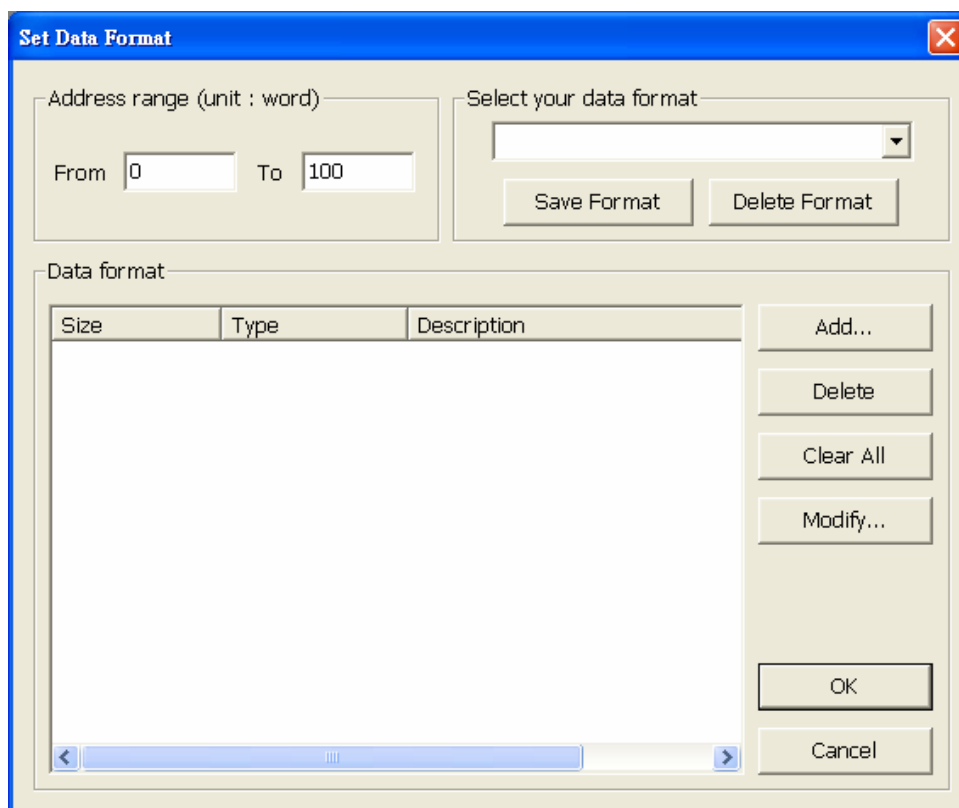 Set Data Format
Address range (unit : word)
From 0 To 100
Select your data format
Save Format Delete Format
Data format
Size Type Description
Add...
Delete
Clear All
Modify...
OK
Cancel